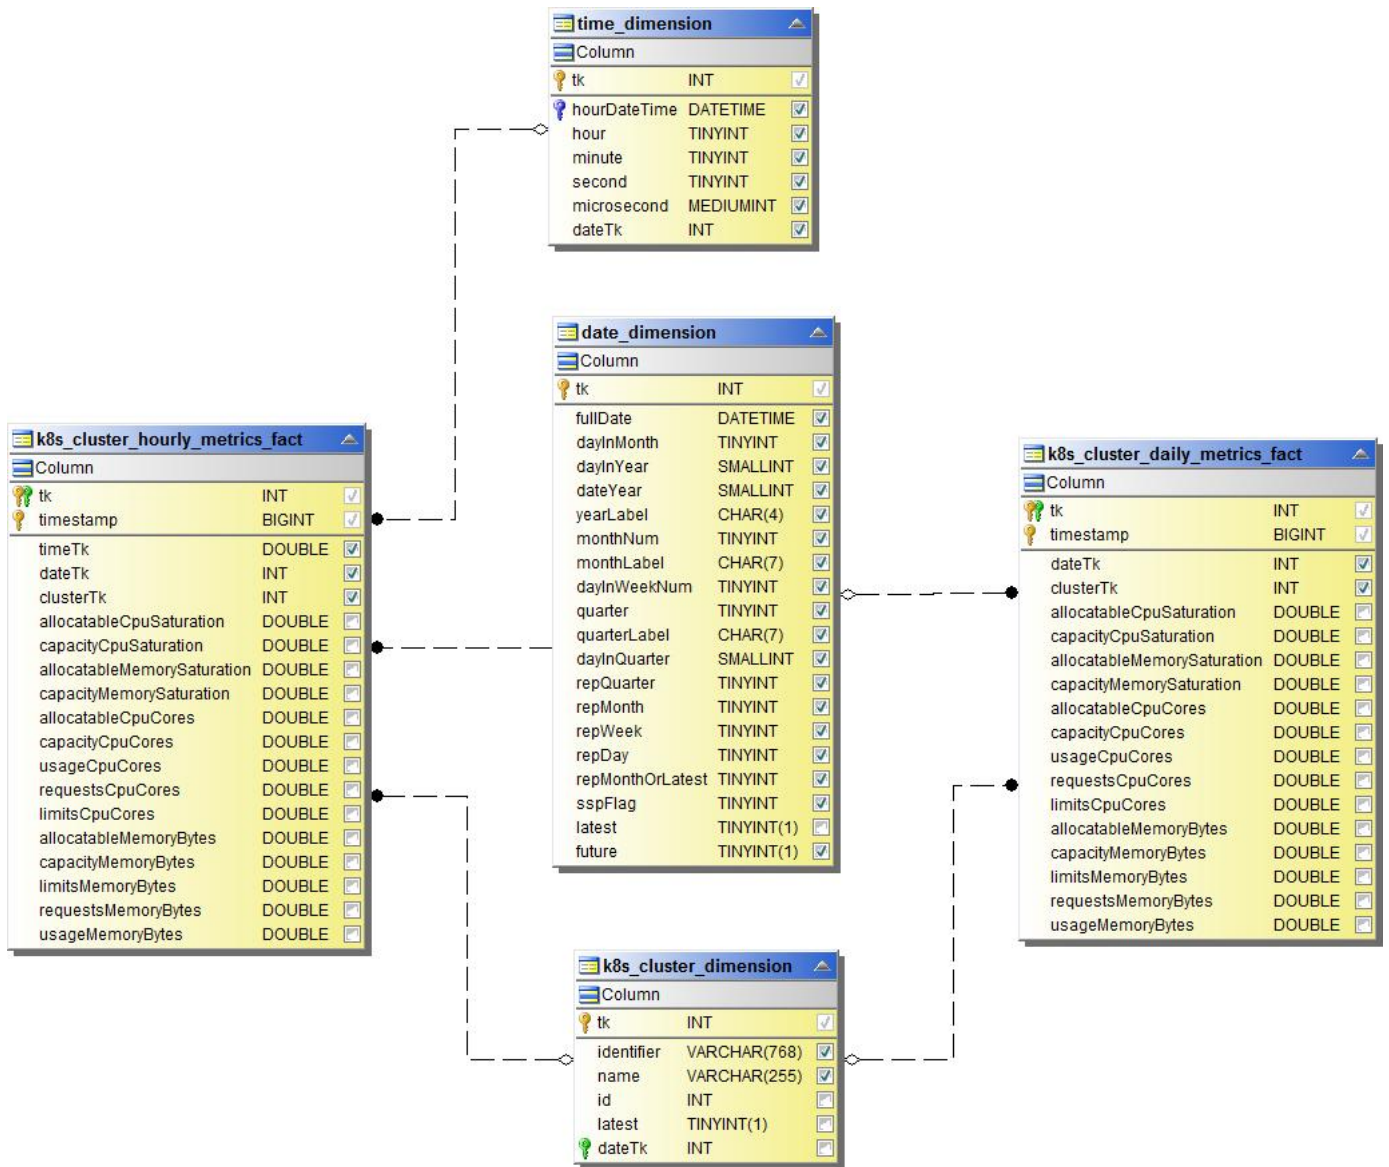 time_dimension
Column
tk INT
hourDateTime DATETIME
hour TINYINT
minute TINYINT
second TINYINT
microsecond MEDIUMINT
dateTk INT
date_dimension
Column
tk INT
fullDate DATETIME
dayInMonth TINYINT
dayInYear SMALLINT
dateYear SMALLINT
yearLabel CHAR(4)
monthNum TINYINT
monthLabel CHAR(7)
dayInWeekNum TINYINT
quarter TINYINT
quarterLabel CHAR(7)
dayInQuarter SMALLINT
repQuarter TINYINT
repMonth TINYINT
repWeek TINYINT
repDay TINYINT
repMonthOrLatest TINYINT
sspFlag TINYINT
latest TINYINT(1)
future TINYINT(1)
k8s_cluster_hourly_metrics_fact
Column
tk INT
timestamp BIGINT
timeTk DOUBLE
dateTk INT
clusterTk INT
allocatableCpuSaturation DOUBLE
capacityCpuSaturation DOUBLE
allocatableMemorySaturation DOUBLE
capacityMemorySaturation DOUBLE
allocatableCpuCores DOUBLE
capacityCpuCores DOUBLE
usageCpuCores DOUBLE
requestsCpuCores DOUBLE
limitsCpuCores DOUBLE
allocatableMemoryBytes DOUBLE
capacityMemoryBytes DOUBLE
limitsMemoryBytes DOUBLE
requestsMemoryBytes DOUBLE
usageMemoryBytes DOUBLE
k8s_cluster_daily_metrics_fact
Column
tk INT
timestamp BIGINT
dateTk INT
clusterTk INT
allocatableCpuSaturation DOUBLE
capacityCpuSaturation DOUBLE
allocatableMemorySaturation DOUBLE
capacityMemorySaturation DOUBLE
allocatableCpuCores DOUBLE
capacityCpuCores DOUBLE
usageCpuCores DOUBLE
requestsCpuCores DOUBLE
limitsCpuCores DOUBLE
allocatableMemoryBytes DOUBLE
capacityMemoryBytes DOUBLE
limitsMemoryBytes DOUBLE
requestsMemoryBytes DOUBLE
usageMemoryBytes DOUBLE
k8s_cluster_dimension
Column
tk INT
identifier VARCHAR(768)
name VARCHAR(255)
id INT
latest TINYINT(1)
dateTk INT